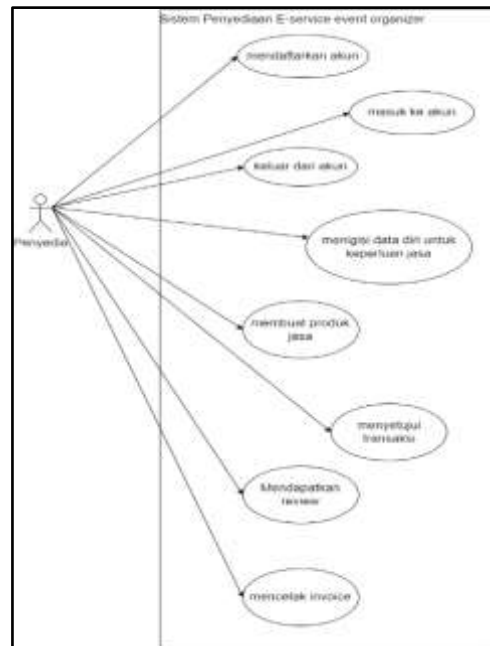 Sistem Penyediaan E-service event organizer
mendaftarkan akun
masuk ke akun
keluar dari akun
Penyedia
mengisi data diri untuk
keperluan jasa
membuat produk
jasa
menyetujui
transaksi
Mendapatkan
review
mencetak invoice